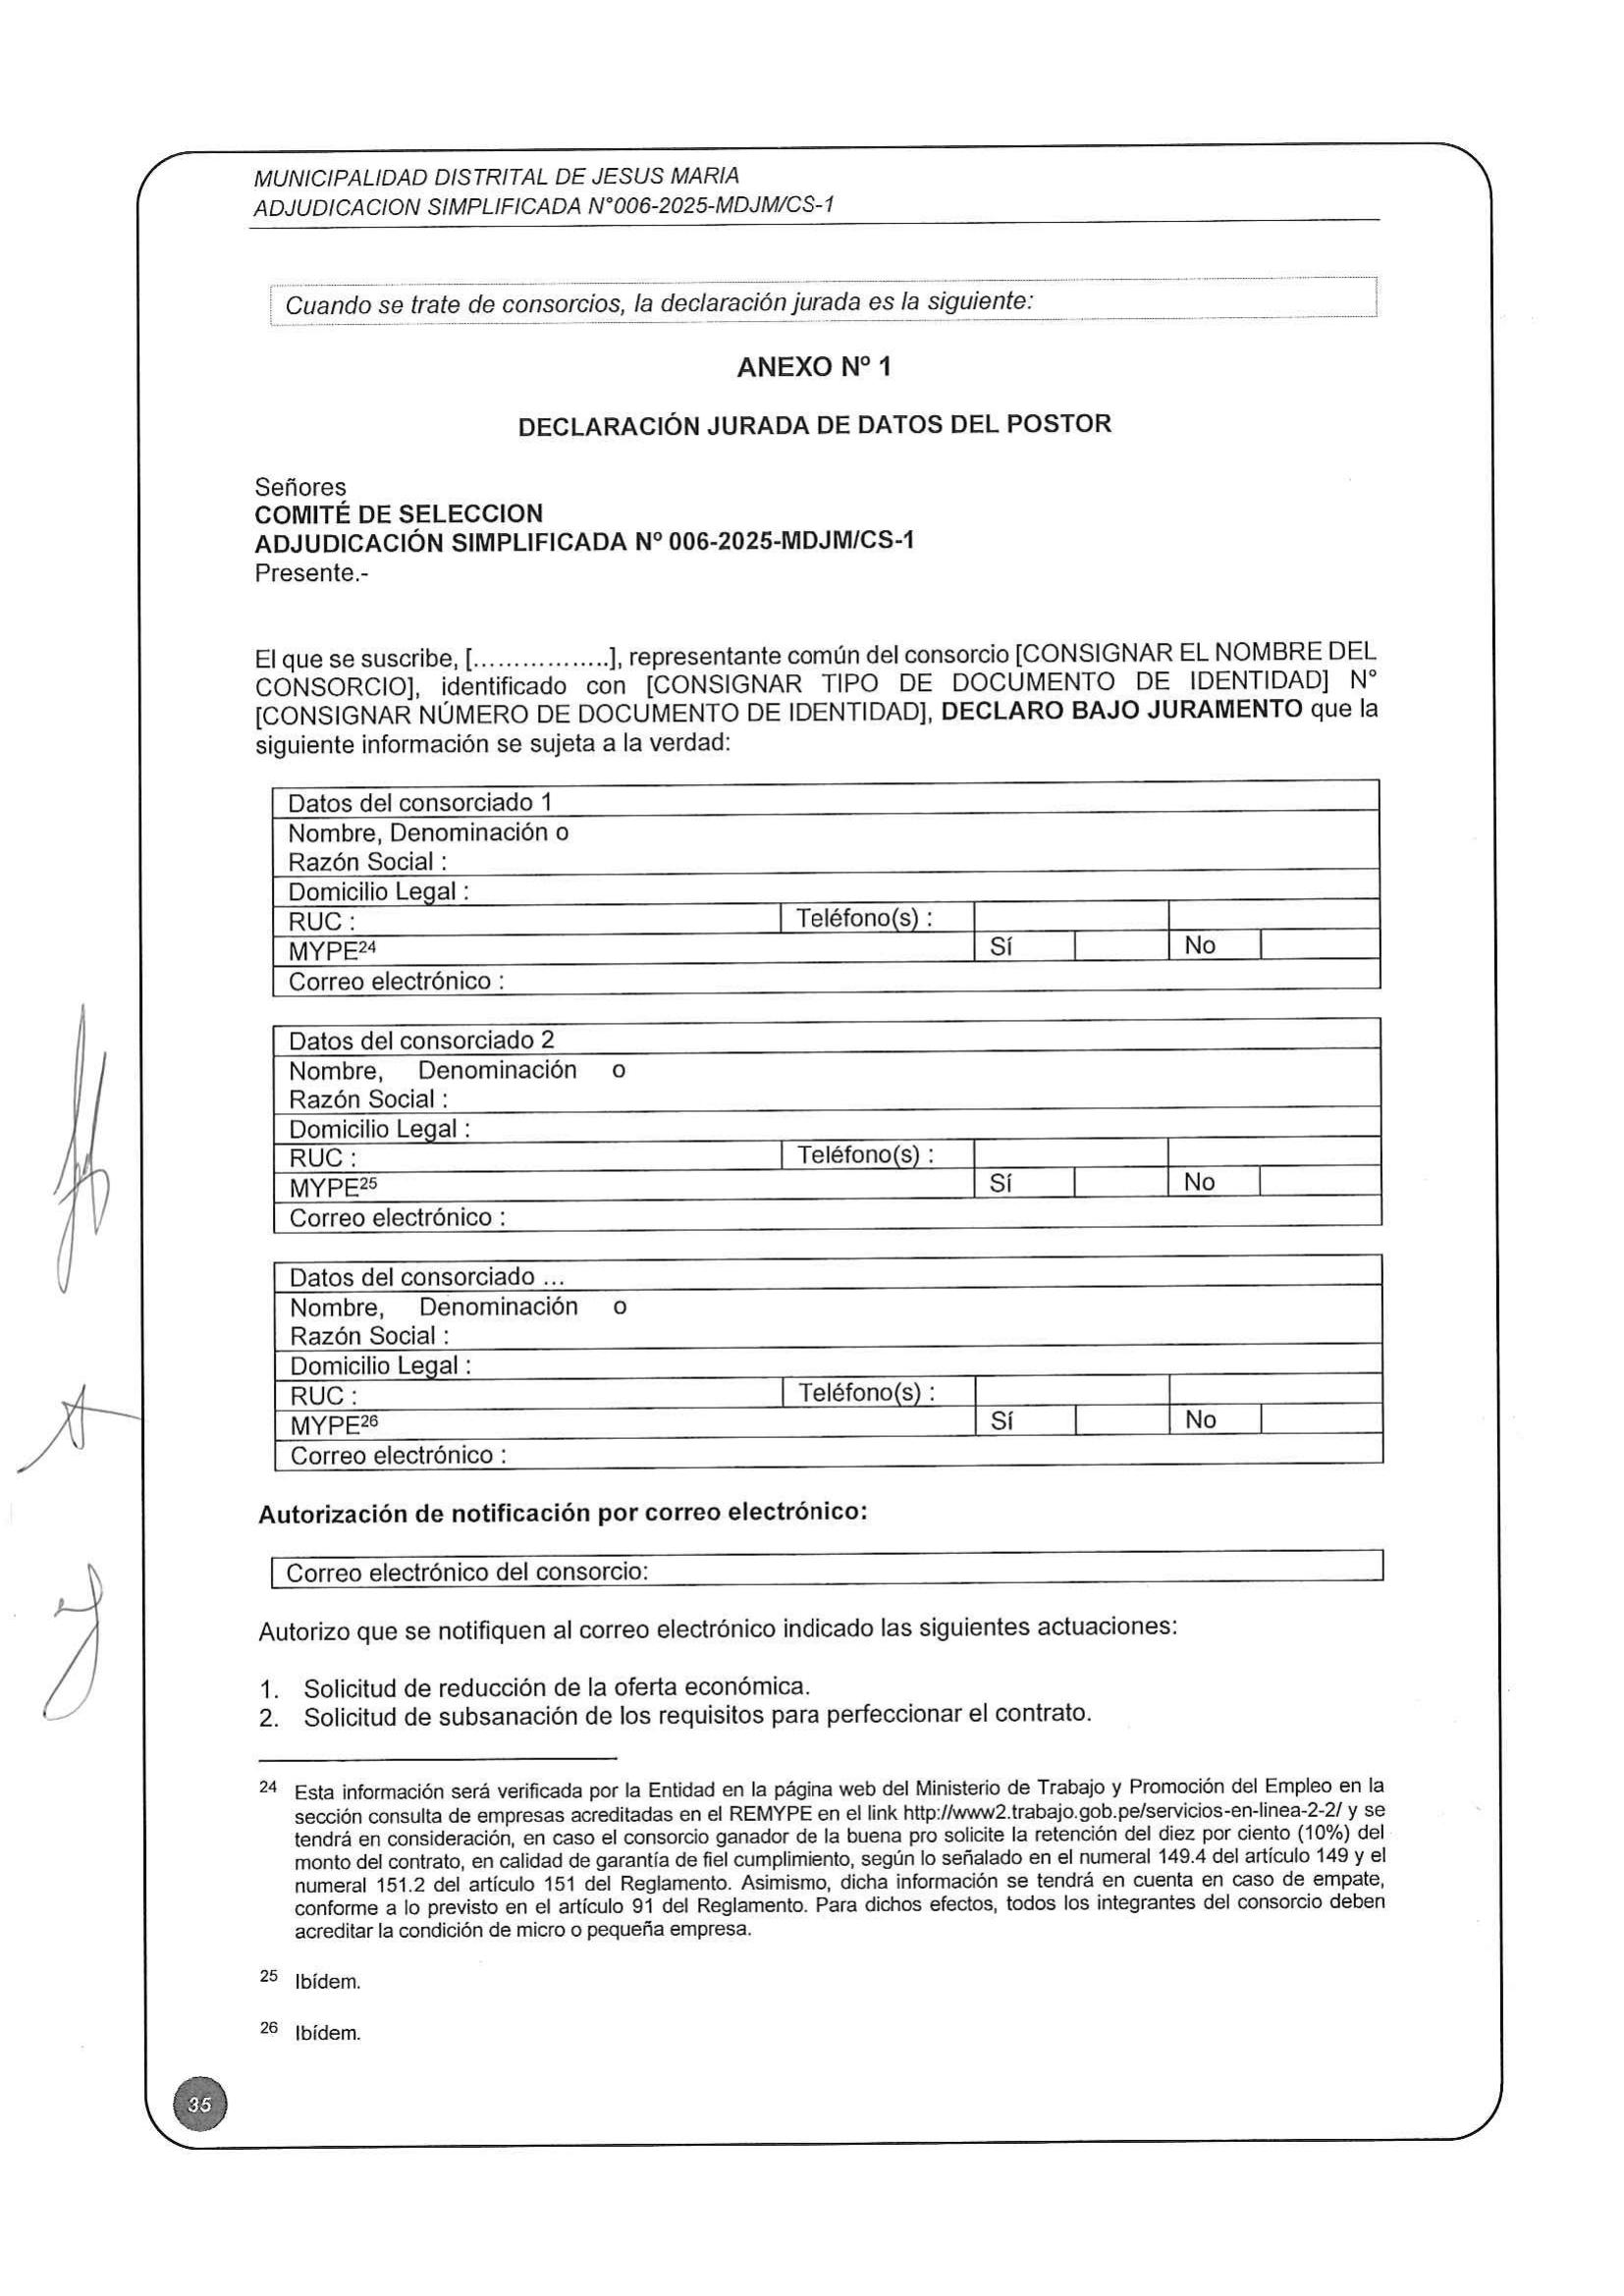 MUNICIPALIDAD DISTRITAL DE JESUS MARIA
ADJUDICACION SIMPLIFICADA N°006-2025-MDJM/CS-1
Cuando se trate de consorcios, la declaración jurada es la siguiente:
ANEXO Nº 1
DECLARACIÓN JURADA DE DATOS DEL POSTOR
Señores
COMITÉ DE SELECCION
ADJUDICACIÓN SIMPLIFICADA Nº 006-2025-MDJM/CS-1
Presente.-
El que se suscribe, [……………..], representante común del consorcio [CONSIGNAR EL NOMBRE DEL
CONSORCIO], identificado con [CONSIGNAR TIPO DE DOCUMENTO DE IDENTIDAD] N°
[CONSIGNAR NÚMERO DE DOCUMENTO DE IDENTIDAD], DECLARO BAJO JURAMENTO que la
siguiente información se sujeta a la verdad:
Datos del consorciado 1
Nombre, Denominación o
Razón Social :
Domicilio Legal :
RUC : Teléfono(s) :
MYPE24 Sí No
Correo electrónico :
Datos del consorciado 2
Nombre, Denominación o
Razón Social :
Domicilio Legal :
RUC : Teléfono(s) :
MYPE25 Sí No
Correo electrónico :
Datos del consorciado ...
Nombre, Denominación o
Razón Social :
Domicilio Legal :
RUC : Teléfono(s) :
MYPE26 Sí No
Correo electrónico :
Autorización de notificación por correo electrónico:
Correo electrónico del consorcio:
Autorizo que se notifiquen al correo electrónico indicado las siguientes actuaciones:
1. Solicitud de reducción de la oferta económica.
2. Solicitud de subsanación de los requisitos para perfeccionar el contrato.
24 Esta información será verificada por la Entidad en la página web del Ministerio de Trabajo y Promoción del Empleo en la
sección consulta de empresas acreditadas en el REMYPE en el link http://www2.trabajo.gob.pe/servicios-en-linea-2-2/ y se
tendrá en consideración, en caso el consorcio ganador de la buena pro solicite la retención del diez por ciento (10%) del
monto del contrato, en calidad de garantía de fiel cumplimiento, según lo señalado en el numeral 149.4 del artículo 149 y el
numeral 151.2 del artículo 151 del Reglamento. Asimismo, dicha información se tendrá en cuenta en caso de empate,
conforme a lo previsto en el artículo 91 del Reglamento. Para dichos efectos, todos los integrantes del consorcio deben
acreditar la condición de micro o pequeña empresa.
25 Ibídem.
26 Ibídem.
35